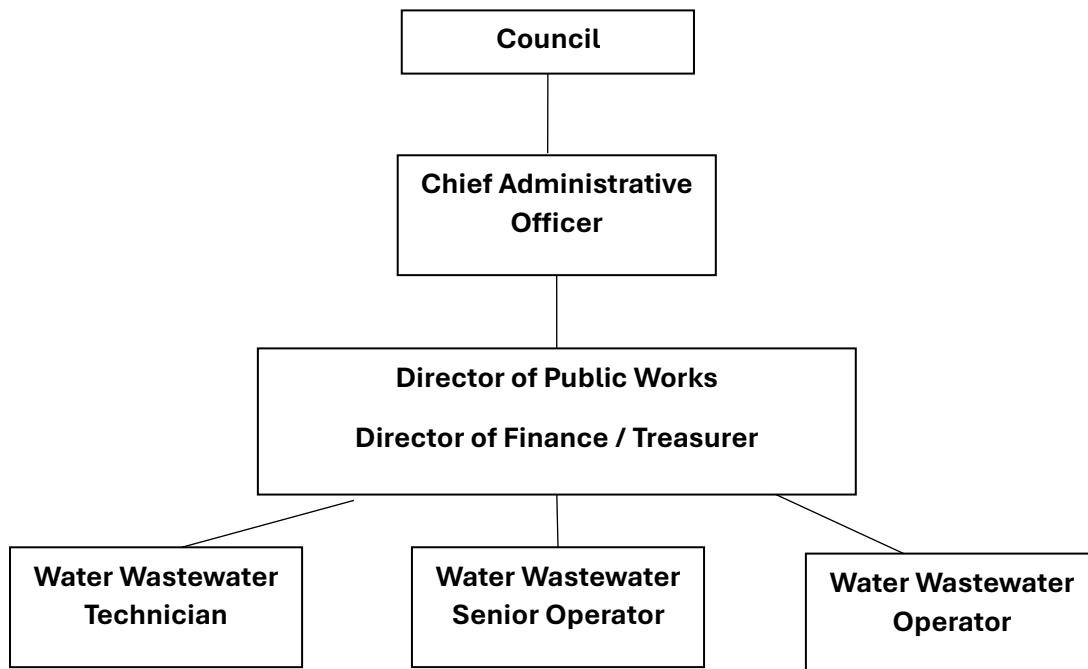 Council
Chief Administrative
Officer
Director of Public Works
Director of Finance / Treasurer
Water Wastewater
Technician
Water Wastewater
Senior Operator
Water Wastewater
Operator